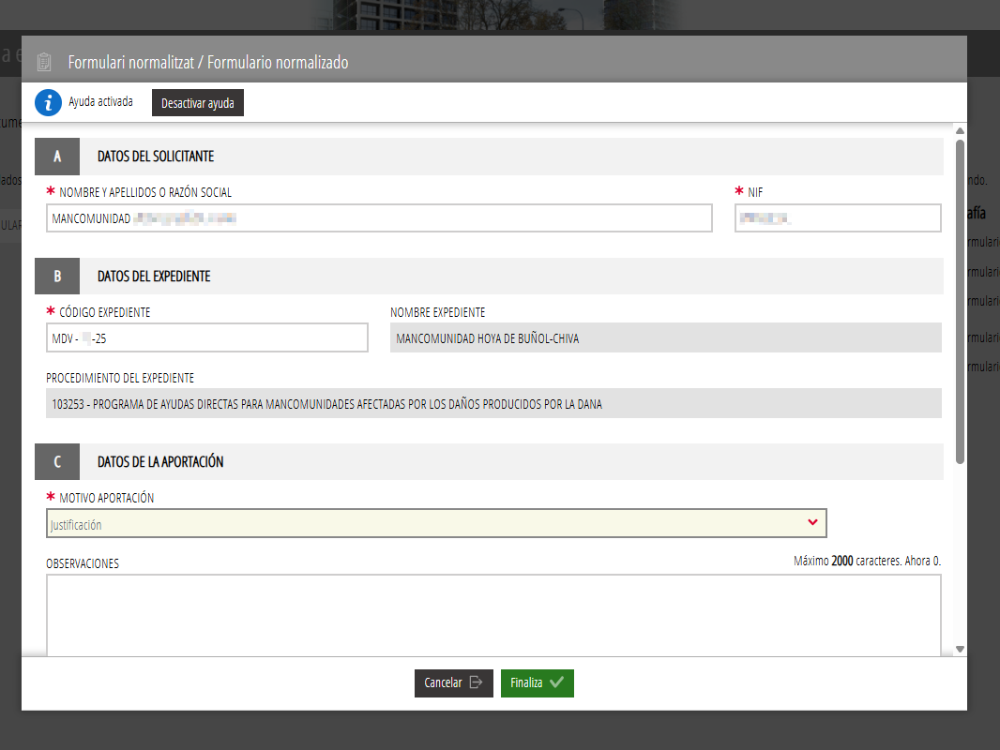 a e
Formulari normalitzat / Formulario normalizado
Ayuda activada
Desactivar ayuda
A
DATOS DEL SOLICITANTE
* NOMBRE Y APELLIDOS O RAZÓN SOCIAL
* NIF
MANCOMUNIDAD
B
DATOS DEL EXPEDIENTE
* CÓDIGO EXPEDIENTE
NOMBRE EXPEDIENTE
MDV - -25
MANCOMUNIDAD HOYA DE BUÑOL-CHIVA
PROCEDIMIENTO DEL EXPEDIENTE
103253 - PROGRAMA DE AYUDAS DIRECTAS PARA MANCOMUNIDADES AFECTADAS POR LOS DAÑOS PRODUCIDOS POR LA DANA
C
DATOS DE LA APORTACIÓN
* MOTIVO APORTACIÓN
Justificación
OBSERVACIONES
Máximo 2000 caracteres. Ahora 0.
Cancelar
Finaliza